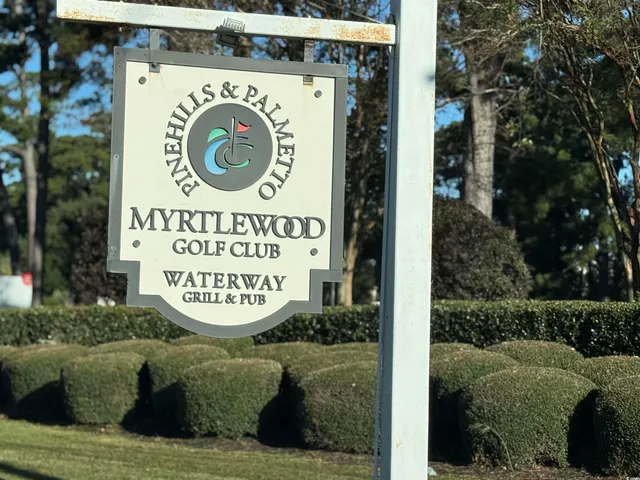 PINEHILLS & PALMETTO
MYRTLEWOOD
GOLF CLUB
WATERWAY
GRILL & PUB